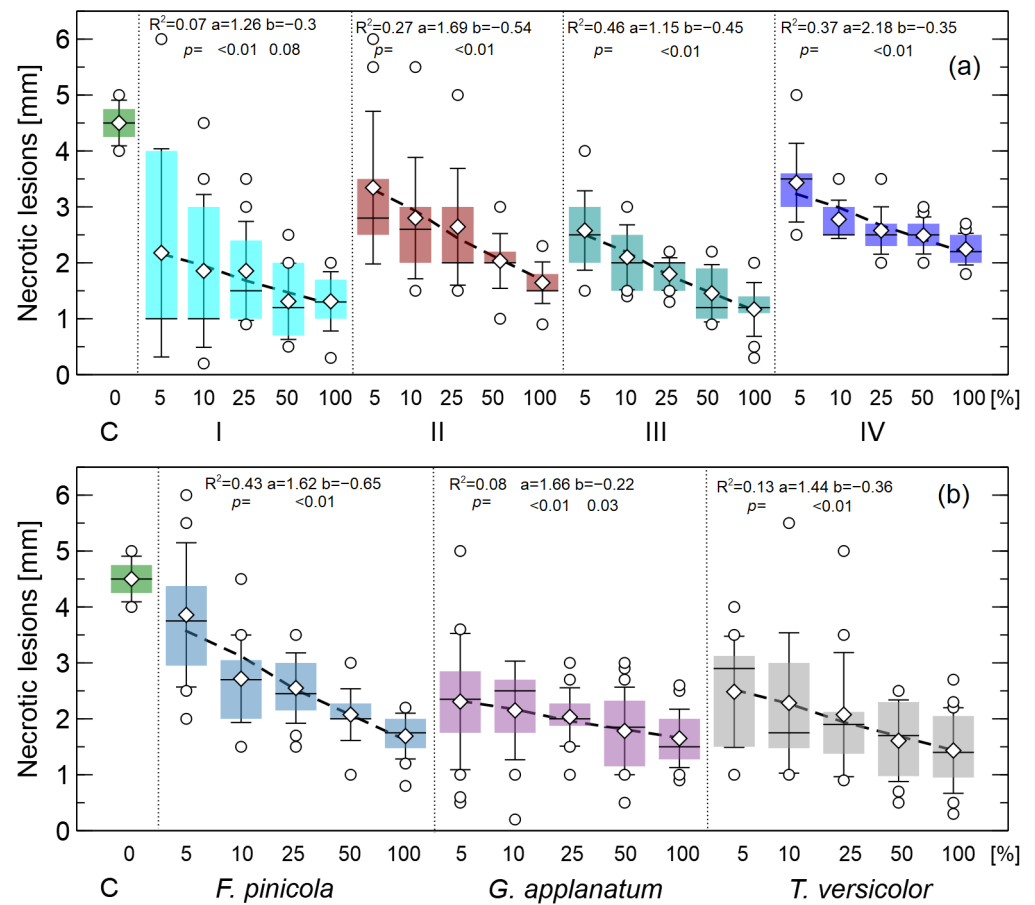 R²=0.07 a=1.26 b=−0.3 R²=0.27 a=1.69 b=−0.54 R²=0.46 a=1.15 b=−0.45 R²=0.37 a=2.18 b=−0.35
p= <0.01 0.08 p= <0.01 p= <0.01 p= <0.01
(a)
Necrotic lesions [mm]
6
5
4
3
2
1
0
0 5 10 25 50 100 5 10 25 50 100 5 10 25 50 100 5 10 25 50 100 [%]
C I II III IV
R²=0.43 a=1.62 b=−0.65 R²=0.08 a=1.66 b=−0.22 R²=0.13 a=1.44 b=−0.36
p= <0.01 p= <0.01 0.03 p= <0.01
(b)
Necrotic lesions [mm]
6
5
4
3
2
1
0
0 5 10 25 50 100 5 10 25 50 100 5 10 25 50 100 [%]
C F. pinicola G. applanatum T. versicolor